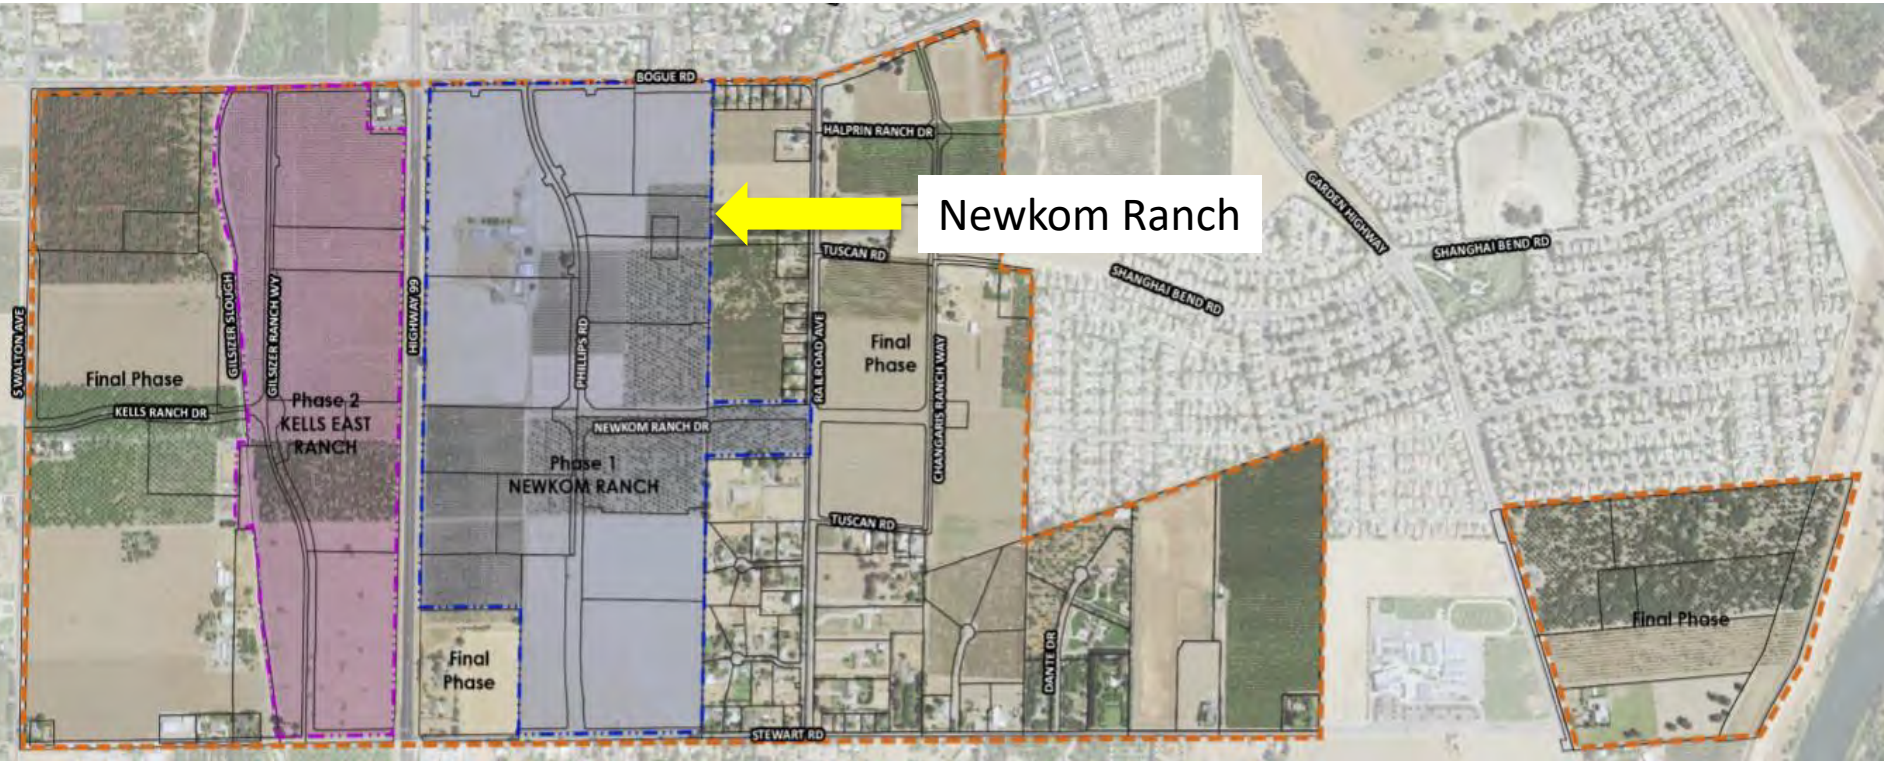 BOGUE RD
HALPRIN RANCH DR
Newkom Ranch
GARDEN HIGHWAY
SHANGHAI BEND RD
TUSCAN RD
SHANGHAI BEND RD
S WALTON AVE
GILSIZER SLOUGH
GILSIZER RANCH WY
HIGHWAY 99
PHILLIPS RD
RAILROAD AVE
Final
Phase
CHANGARIS RANCH WAY
Final Phase
KELLS RANCH DR
Phase 2
KELLS EAST
RANCH
NEWKOM RANCH DR
Phase 1
NEWKOM RANCH
TUSCAN RD
Final Phase
Final
Phase
DANTE DR
STEWART RD